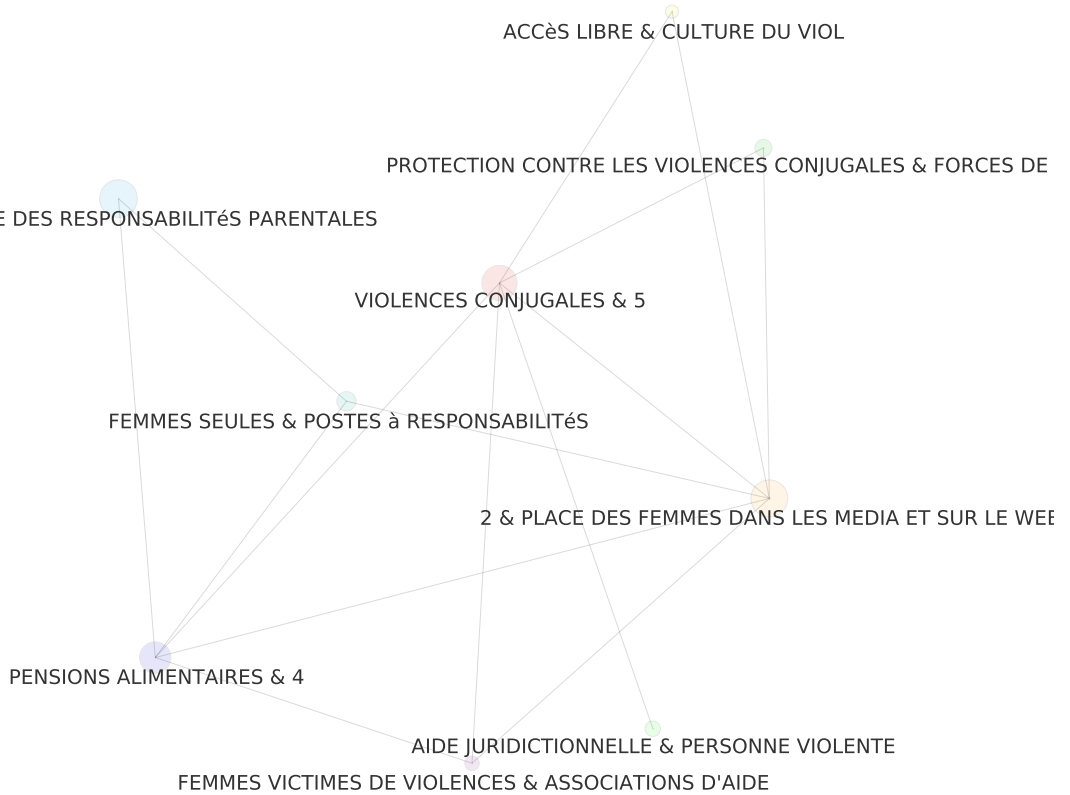 ACCèS LIBRE & CULTURE DU VIOL
PROTECTION CONTRE LES VIOLENCES CONJUGALES & FORCES DE
DES RESPONSABILITéS PARENTALES
VIOLENCES CONJUGALES & 5
FEMMES SEULES & POSTES à RESPONSABILITéS
2 & PLACE DES FEMMES DANS LES MEDIA ET SUR LE
PENSIONS ALIMENTAIRES & 4
AIDE JURIDICTIONNELLE & PERSONNE VIOLENTE
FEMMES VICTIMES DE VIOLENCES & ASSOCIATIONS D'AIDE